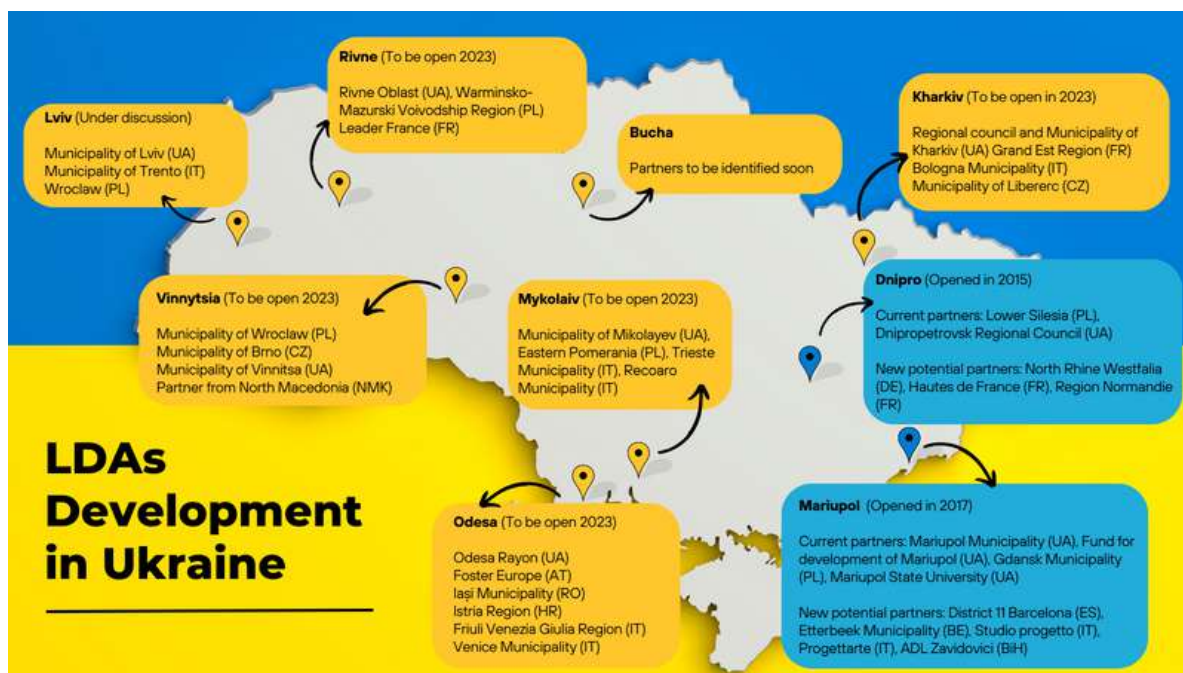 Rivne (To be open 2023)
Rivne Oblast (UA), Warminsko-
Mazurski Voivodship Region (PL)
Leader France (FR)
Lviv (Under discussion)
Municipality of Lviv (UA)
Municipality of Trento (IT)
Wroclaw (PL)
Bucha
Partners to be identified soon
Kharkiv (To be open in 2023)
Regional council and Municipality of
Kharkiv (UA) Grand Est Region (FR)
Bologna Municipality (IT)
Municipality of Libererc (CZ)
Vinnytsia (To be open 2023)
Municipality of Wroclaw (PL)
Municipality of Brno (CZ)
Municipality of Vinnitsa (UA)
Partner from North Macedonia (NMK)
Mykolaiv (To be open 2023)
Municipality of Mikolayev (UA),
Eastern Pomerania (PL), Trieste
Municipality (IT), Recoaro
Municipality (IT)
Dnipro (Opened in 2015)
Current partners: Lower Silesia (PL),
Dnipropetrovsk Regional Council (UA)
New potential partners: North Rhine Westfalia
(DE), Hautes de France (FR), Region Normandie
(FR)
LDAs
Development
in Ukraine
Odesa (To be open 2023)
Odesa Rayon (UA)
Foster Europe (AT)
Iași Municipality (RO)
Istria Region (HR)
Friuli Venezia Giulia Region (IT)
Venice Municipality (IT)
Mariupol (Opened in 2017)
Current partners: Mariupol Municipality (UA), Fund for
development of Mariupol (UA), Gdansk Municipality
(PL), Mariupol State University (UA)
New potential partners: District 11 Barcelona (ES),
Etterbeek Municipality (BE), Studio progetto (IT),
Progettarte (IT), ADL Zavidovici (BiH)